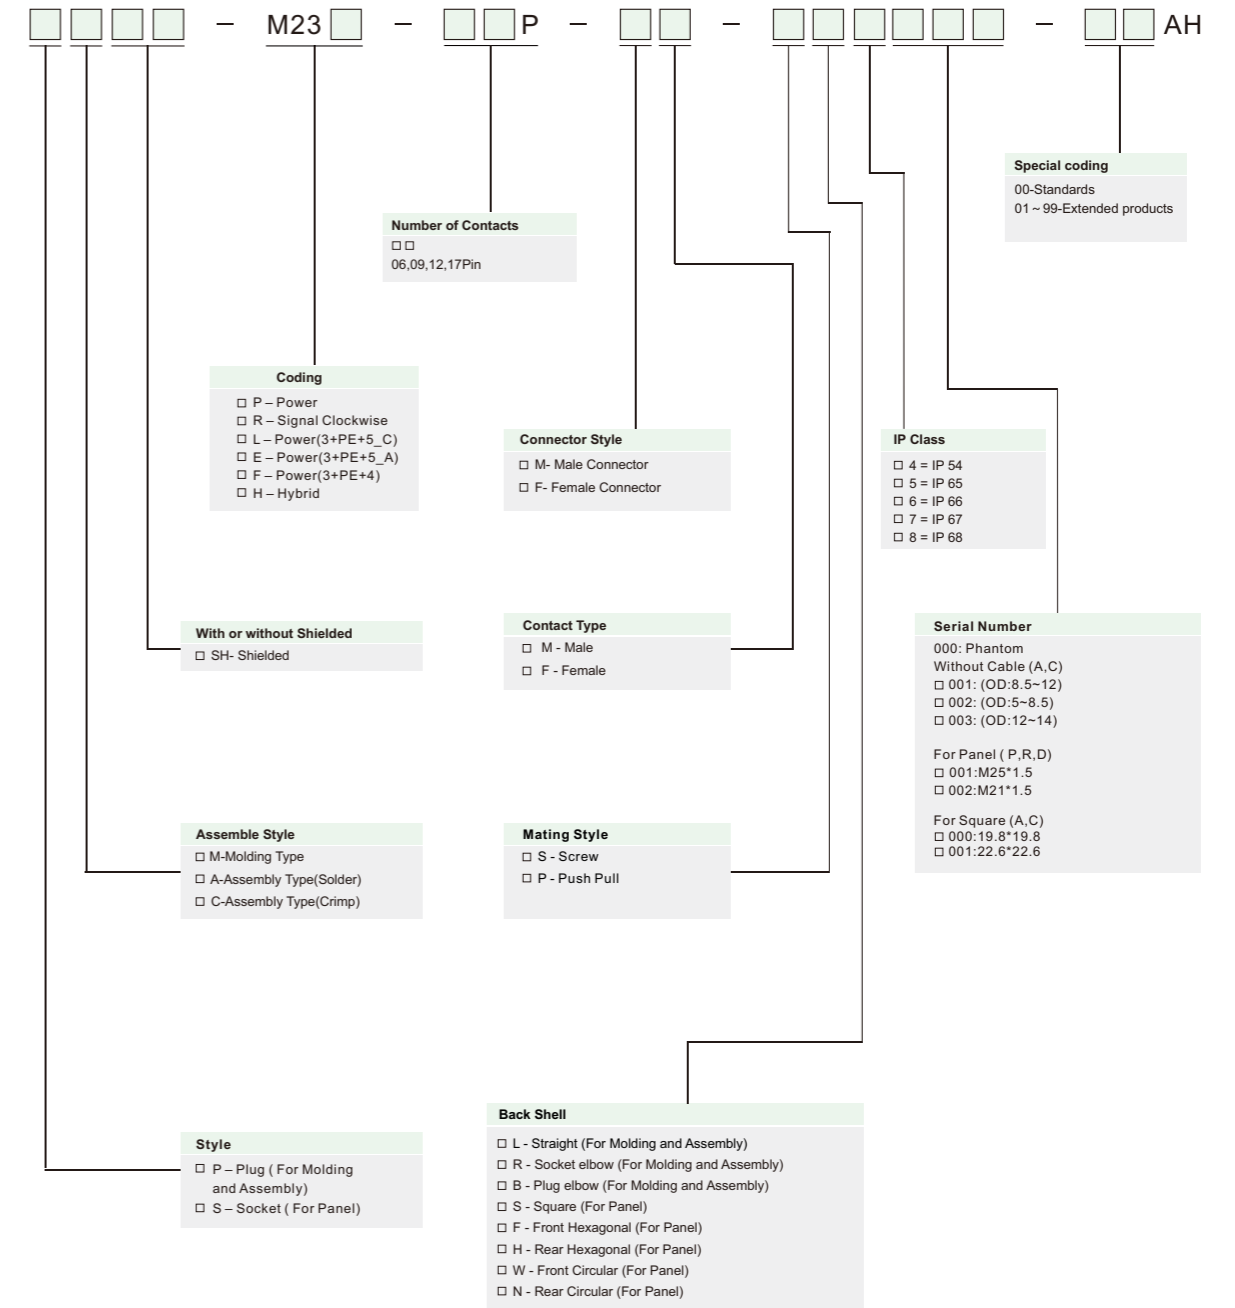 □ □ □ □ – M23 □ – □ □ P – □ □ – □ □ □ □ □ □ – □ □ AH
Special coding
00-Standards
01~99-Extended products
Number of Contacts
□ □
06,09,12,17Pin
Coding
□ P – Power
□ R – Signal Clockwise
□ L – Power(3+PE+5_C)
□ E – Power(3+PE+5_A)
□ F – Power(3+PE+4)
□ H – Hybrid
Connector Style
□ M- Male Connector
□ F- Female Connector
IP Class
□ 4 = IP 54
□ 5 = IP 65
□ 6 = IP 66
□ 7 = IP 67
□ 8 = IP 68
With or without Shielded
□ SH- Shielded
Contact Type
□ M - Male
□ F - Female
Serial Number
000: Phantom
Without Cable (A,C)
□ 001: (OD:8.5~12)
□ 002: (OD:5~8.5)
□ 003: (OD:12~14)
For Panel ( P,R,D)
□ 001:M25*1.5
□ 002:M21*1.5
For Square (A,C)
□ 000:19.8*19.8
□ 001:22.6*22.6
Assemble Style
□ M-Molding Type
□ A-Assembly Type(Solder)
□ C-Assembly Type(Crimp)
Mating Style
□ S - Screw
□ P - Push Pull
Style
□ P – Plug ( For Molding
and Assembly)
□ S – Socket ( For Panel)
Back Shell
□ L - Straight (For Molding and Assembly)
□ R - Socket elbow (For Molding and Assembly)
□ B - Plug elbow (For Molding and Assembly)
□ S - Square (For Panel)
□ F - Front Hexagonal (For Panel)
□ H - Rear Hexagonal (For Panel)
□ W - Front Circular (For Panel)
□ N - Rear Circular (For Panel)